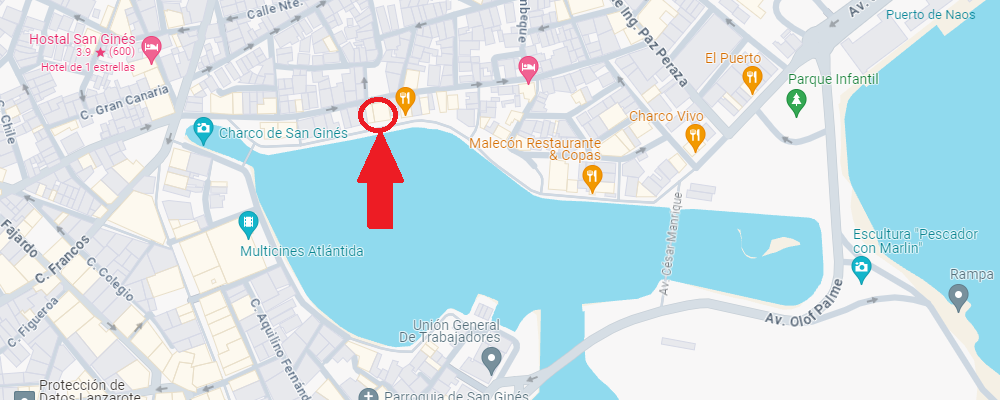 Calle Nte.
Puerto de Naos
Hostal San Ginés
3.9 ★ (600)
Hotel de 1 estrellas
El Puerto
Parque Infantil
C. Gran Canaria
Chile
Ing. Paz Peraza
Av.
Charco de San Ginés
Charco Vivo
Malecón Restaurante
& Copas
Av. César Manrique
Fajardo
C. Francos
C. Colegio
C. Figueroa
Multicines Atlántida
Escultura "Pescador
con Marlin"
Rampa
Av. Olof Palme
C. Aquilino Fernánd
Unión General
De Trabajadores
Protección de
Datos Lanzarote
Parroquia de San Ginés